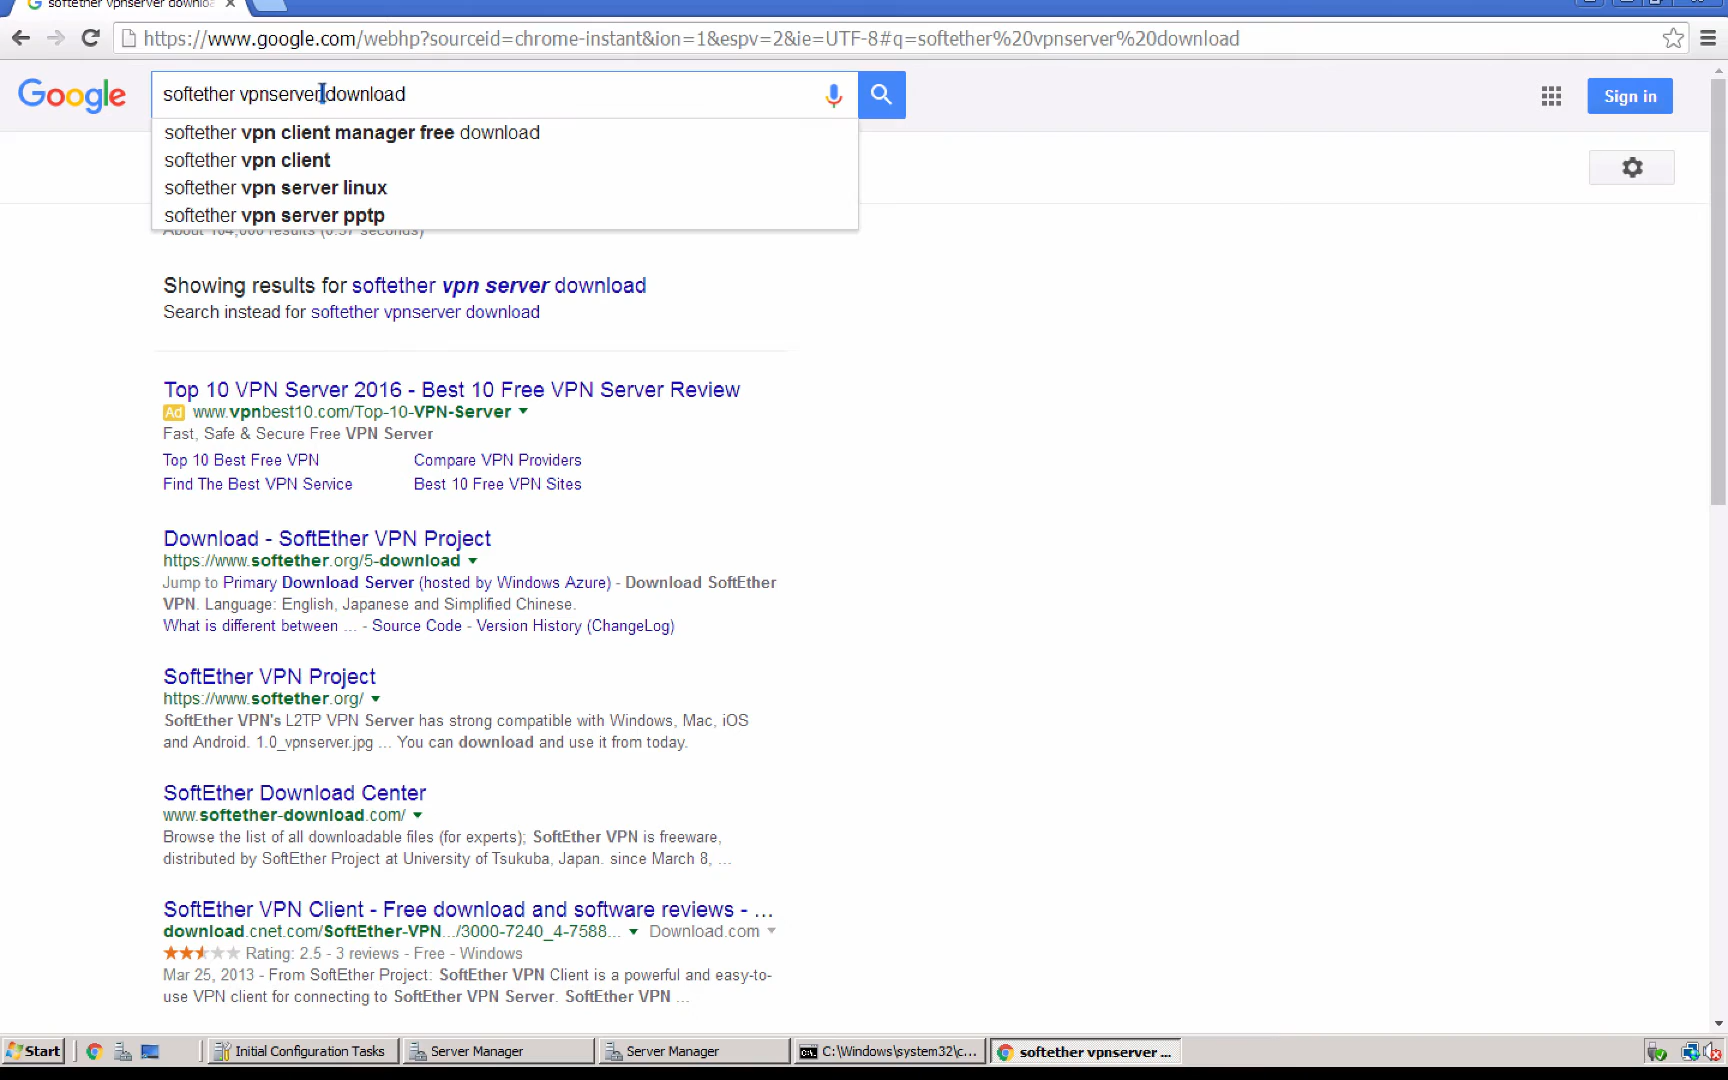 softether vpnserver downloa
https://www.google.com/webhp?sourceid=chrome-instant&ion=1&espv=2&ie=UTF-8#q=softether%20vpnserver%20download
Google
softether vpnserver download
Sign in
softether vpn client manager free download
softether vpn client
softether vpn server linux
softether vpn server pptp
About 104,000 results (0.57 seconds)
Showing results for softether vpn server download
Search instead for softether vpnserver download
Top 10 VPN Server 2016 - Best 10 Free VPN Server Review
Ad www.vpnbest10.com/Top-10-VPN-Server
Fast, Safe & Secure Free VPN Server
Top 10 Best Free VPN Compare VPN Providers
Find The Best VPN Service Best 10 Free VPN Sites
Download - SoftEther VPN Project
https://www.softether.org/5-download
Jump to Primary Download Server (hosted by Windows Azure) - Download SoftEther
VPN. Language: English, Japanese and Simplified Chinese.
What is different between ... - Source Code - Version History (ChangeLog)
SoftEther VPN Project
https://www.softether.org/
SoftEther VPN's L2TP VPN Server has strong compatible with Windows, Mac, iOS
and Android. 1.0_vpnserver.jpg ... You can download and use it from today.
SoftEther Download Center
www.softether-download.com/
Browse the list of all downloadable files (for experts); SoftEther VPN is freeware,
distributed by SoftEther Project at University of Tsukuba, Japan. since March 8, ...
SoftEther VPN Client - Free download and software reviews - ...
download.cnet.com/SoftEther-VPN.../3000-7240_4-7588... Download.com
Rating: 2.5 - 3 reviews - Free - Windows
Mar 25, 2013 - From SoftEther Project: SoftEther VPN Client is a powerful and easy-to-
use VPN client for connecting to SoftEther VPN Server. SoftEther VPN ...
Start Initial Configuration Tasks Server Manager Server Manager C:\Windows\system32\c... softether vpnserver ...